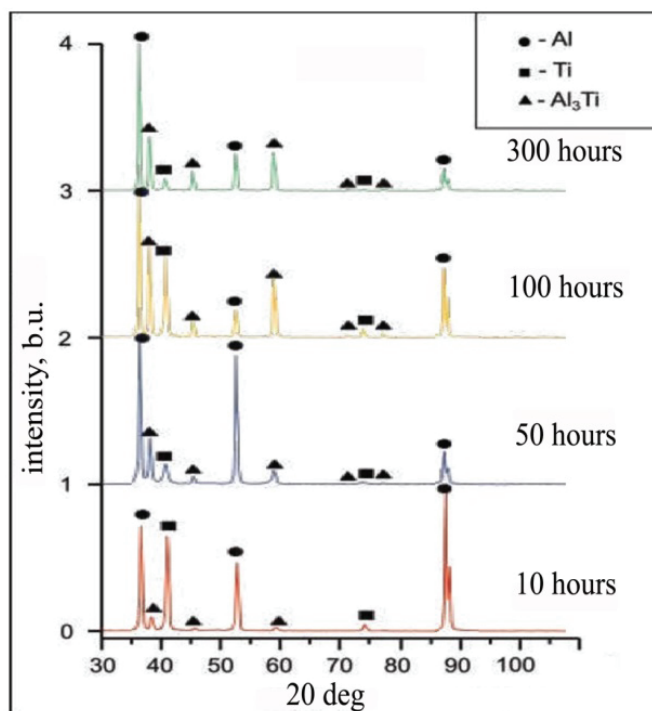 - Al
- Ti
- Al₃Ti
4
300 hours
3
100 hours
2
50 hours
1
10 hours
0
intensity, b.u.
30 40 50 60 70 80 90 100
20 deg